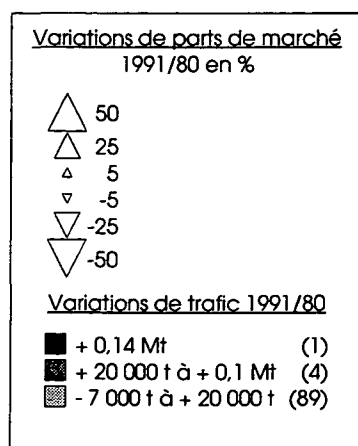 Variations de parts de marché
1991/80 en %
50
25
5
-5
-25
-50
Variations de trafic 1991/80
+ 0,14 Mt (1)
+ 20 000 t à + 0,1 Mt (4)
- 7 000 t à + 20 000 t (89)